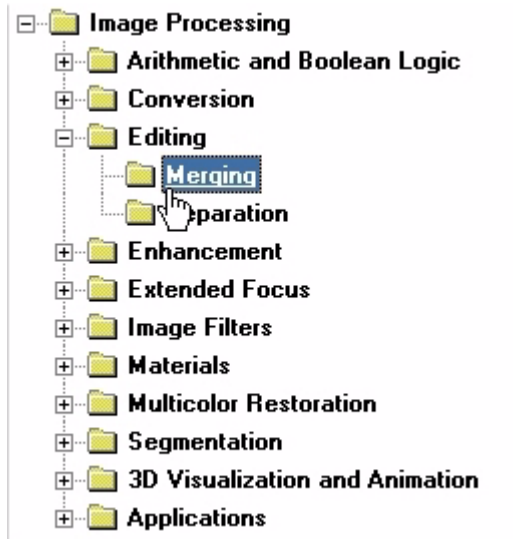 Image Processing
Arithmetic and Boolean Logic
Conversion
Editing
Merging
eparation
Enhancement
Extended Focus
Image Filters
Materials
Multicolor Restoration
Segmentation
3D Visualization and Animation
Applications